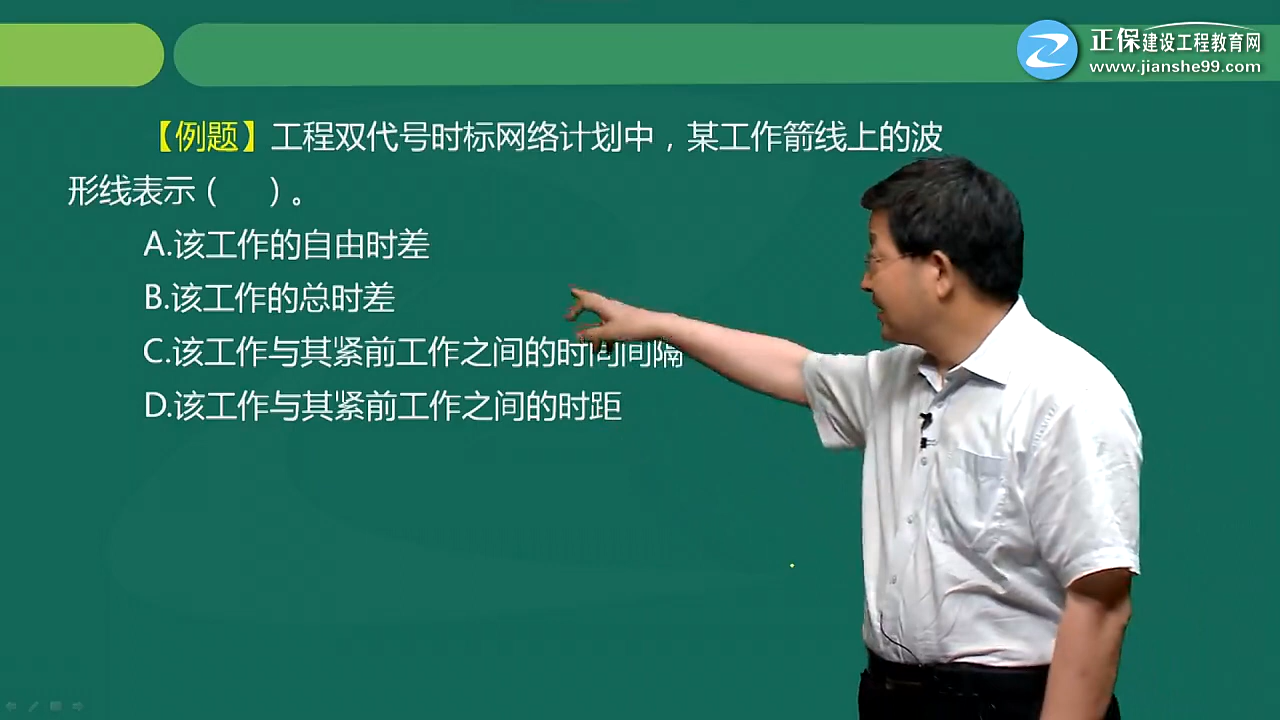 正保建设工程教育网
www.jianshe99.com
【例题】工程双代号时标网络计划中，某工作箭线上的波
形线表示（ ）。
A.该工作的自由时差
B.该工作的总时差
C.该工作与其紧前工作之间的时间间隔
D.该工作与其紧前工作之间的时距